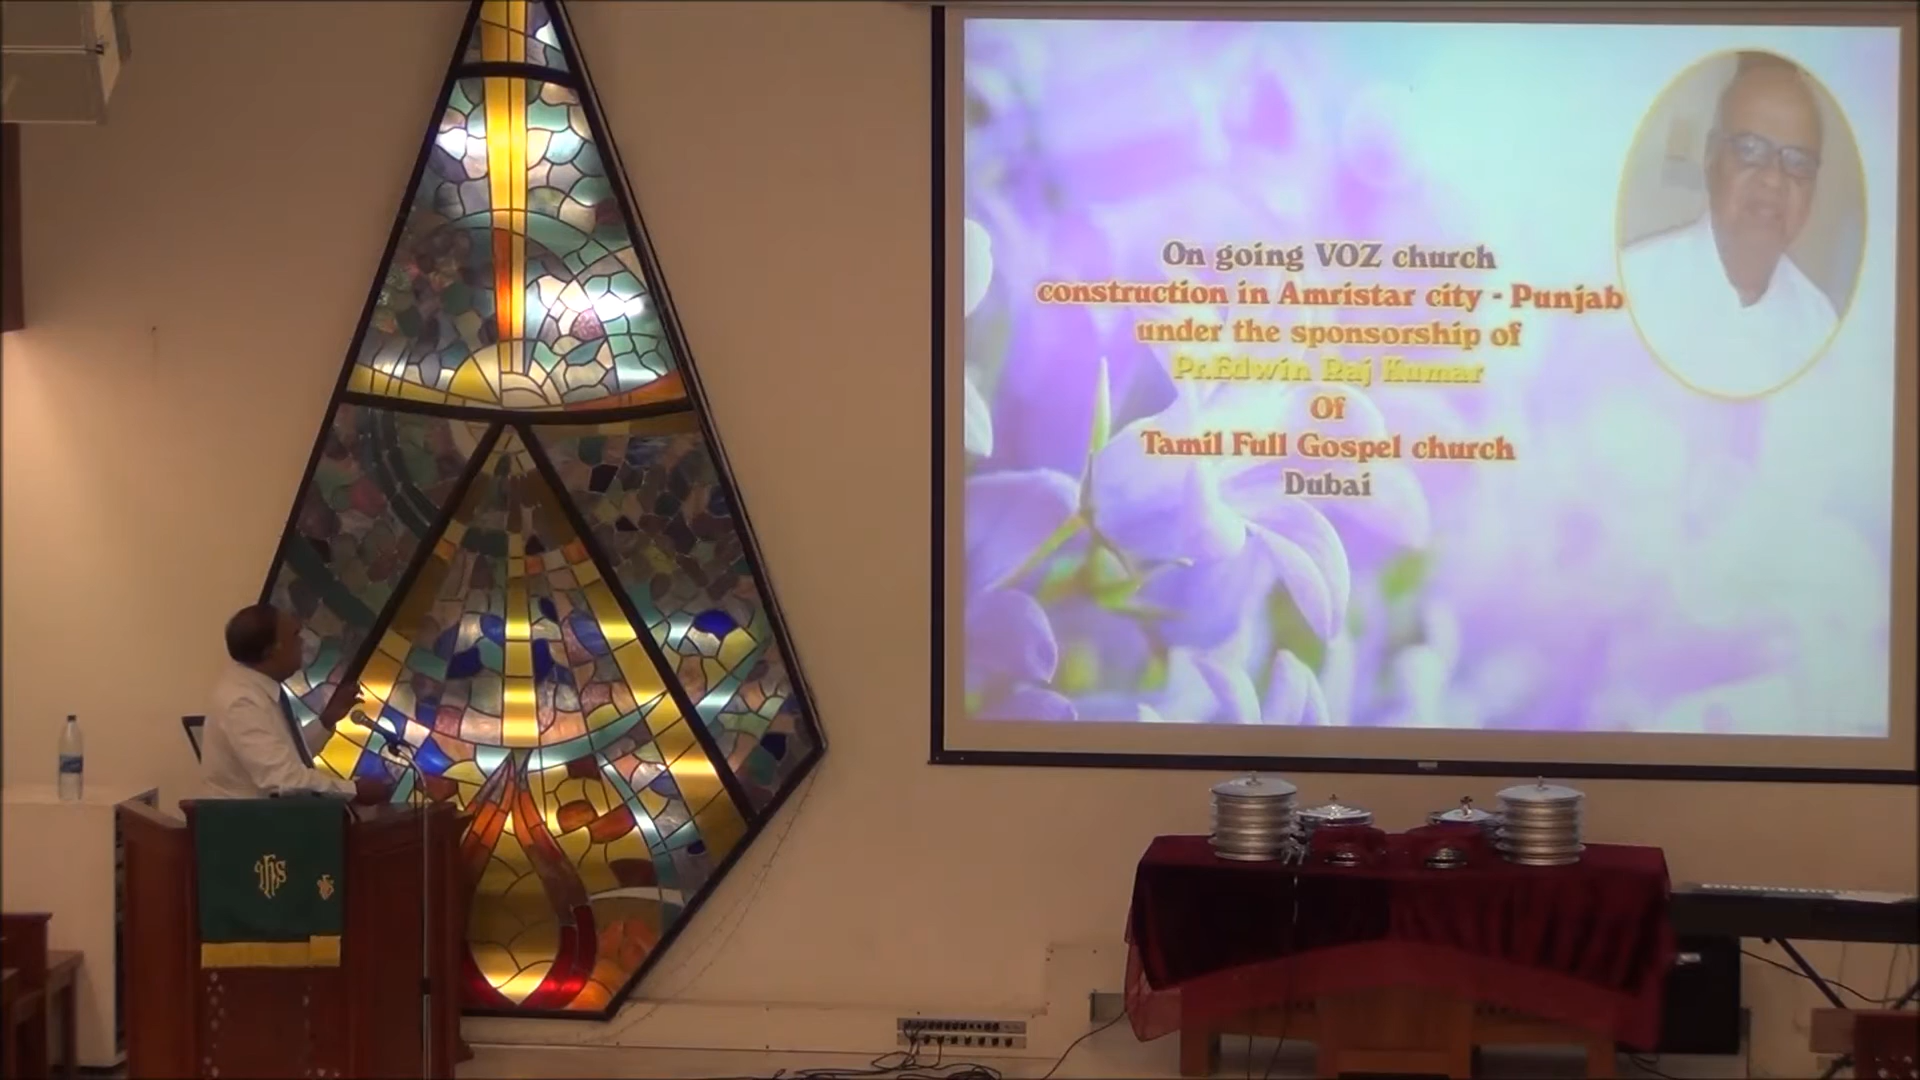 On going VOZ church
construction in Amristar city - Punjab
under the sponsorship of
Pr.Edwin Raj Kumar
Of
Tamil Full Gospel church
Dubai
IHS